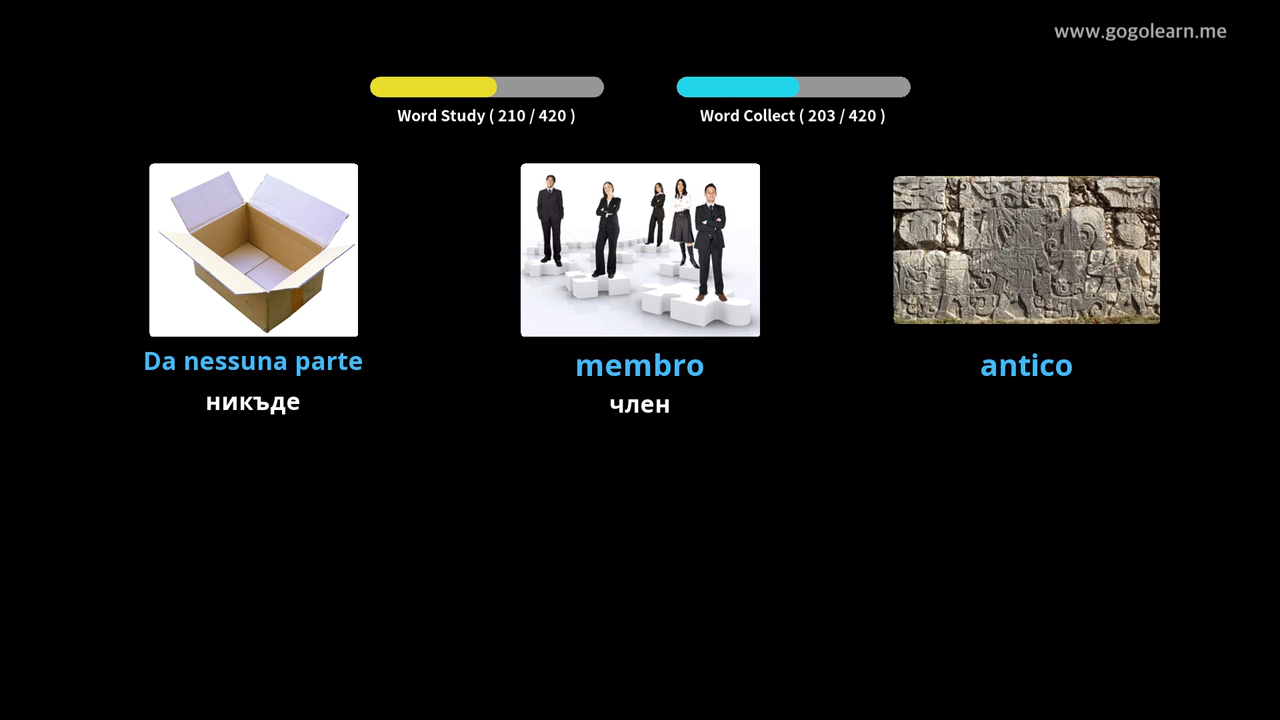 www.gogolearn.me
Word Study ( 210 / 420 )
Word Collect ( 203 / 420 )
Da nessuna parte
никъде
membro
член
antico